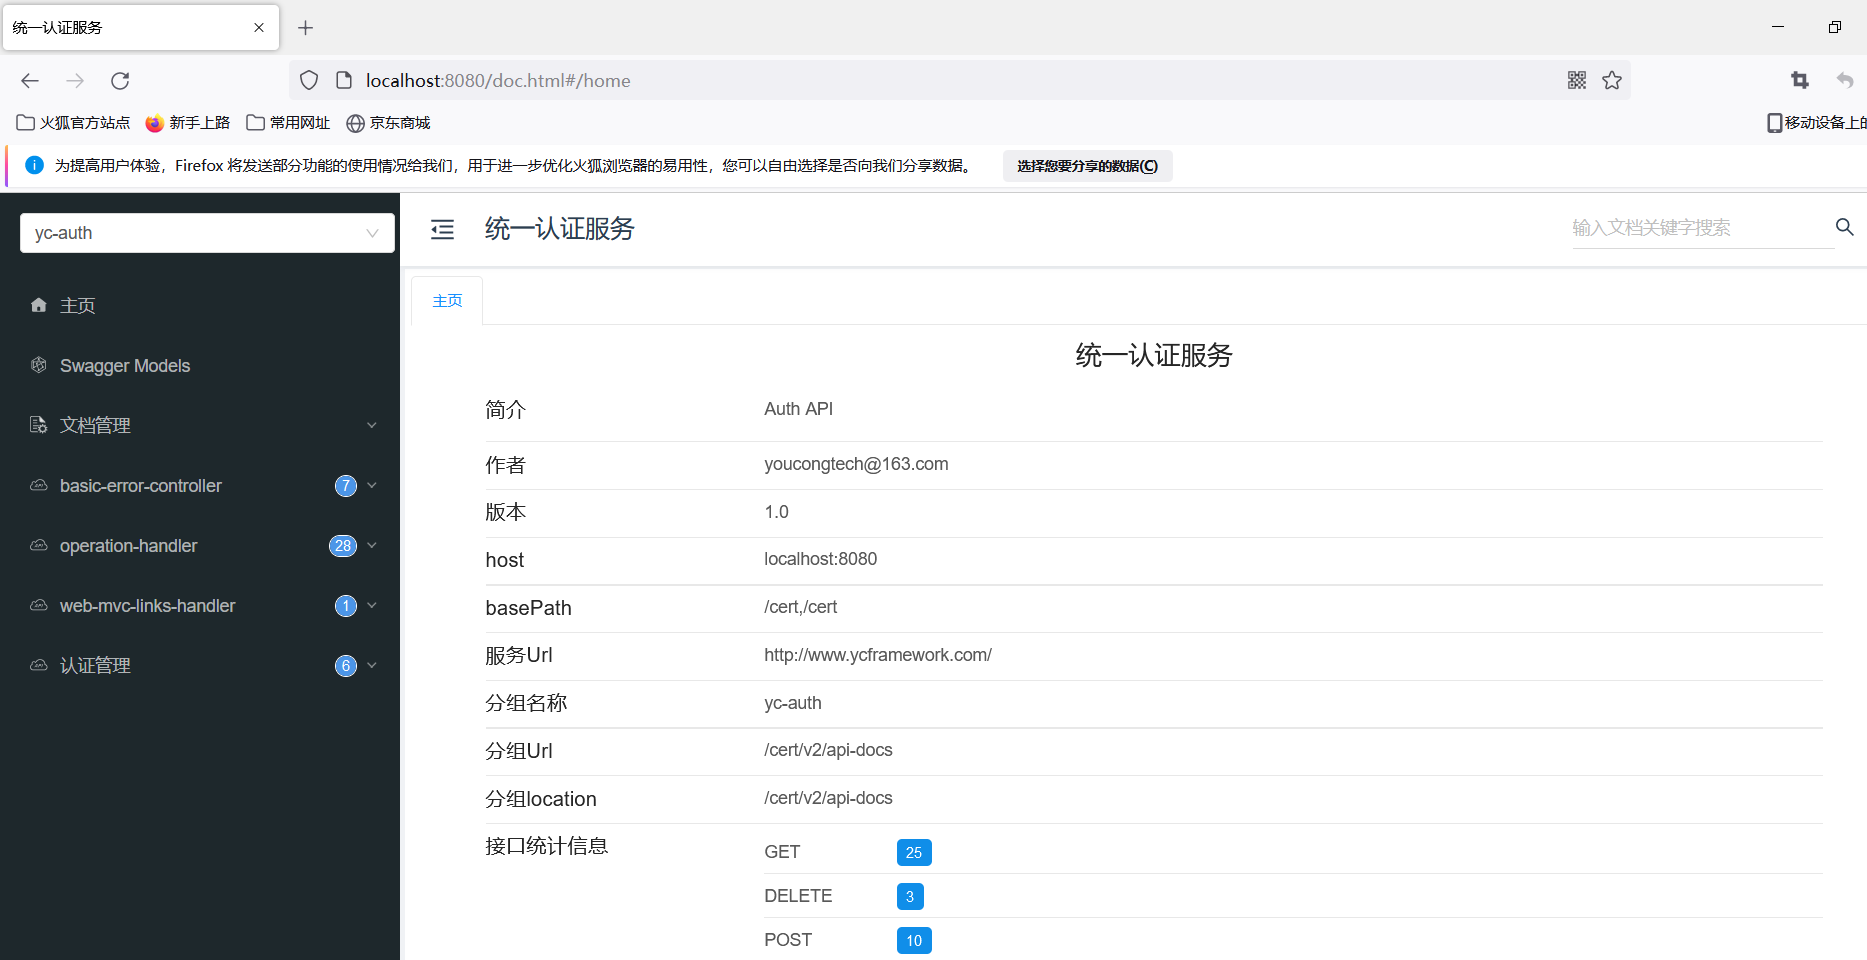 统一认证服务
localhost:8080/doc.html#/home
火狐官方站点 新手上路 常用网址 京东商城 移动设备上的
为提高用户体验，Firefox 将发送部分功能的使用情况给我们，用于进一步优化火狐浏览器的易用性，您可以自由选择是否向我们分享数据。 选择您要分享的数据(C)
yc-auth
统一认证服务
输入文档关键字搜索
主页
Swagger Models
文档管理
basic-error-controller 7
operation-handler 28
web-mvc-links-handler 1
认证管理 6
主页
统一认证服务
简介 Auth API
作者 youcongtech@163.com
版本 1.0
host localhost:8080
basePath /cert,/cert
服务Url http://www.ycframework.com/
分组名称 yc-auth
分组Url /cert/v2/api-docs
分组location /cert/v2/api-docs
接口统计信息 GET 25
DELETE 3
POST 10